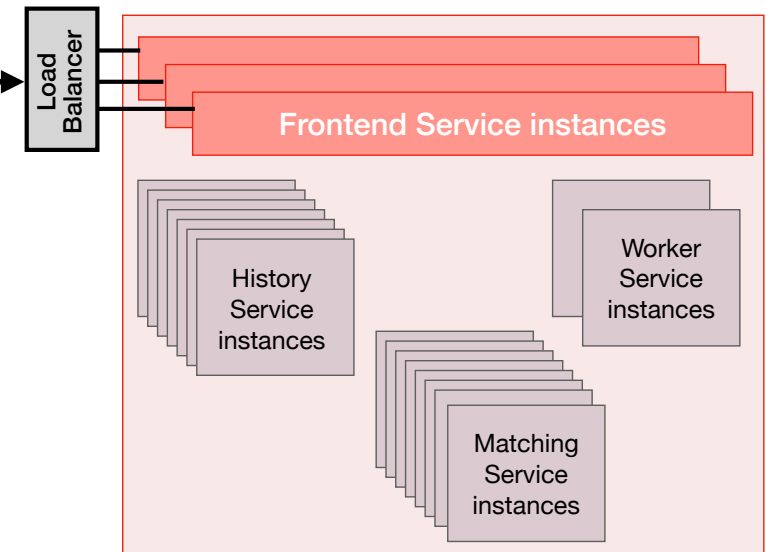 Load
Balancer
Frontend Service instances
History
Service
instances
Worker
Service
instances
Matching
Service
instances